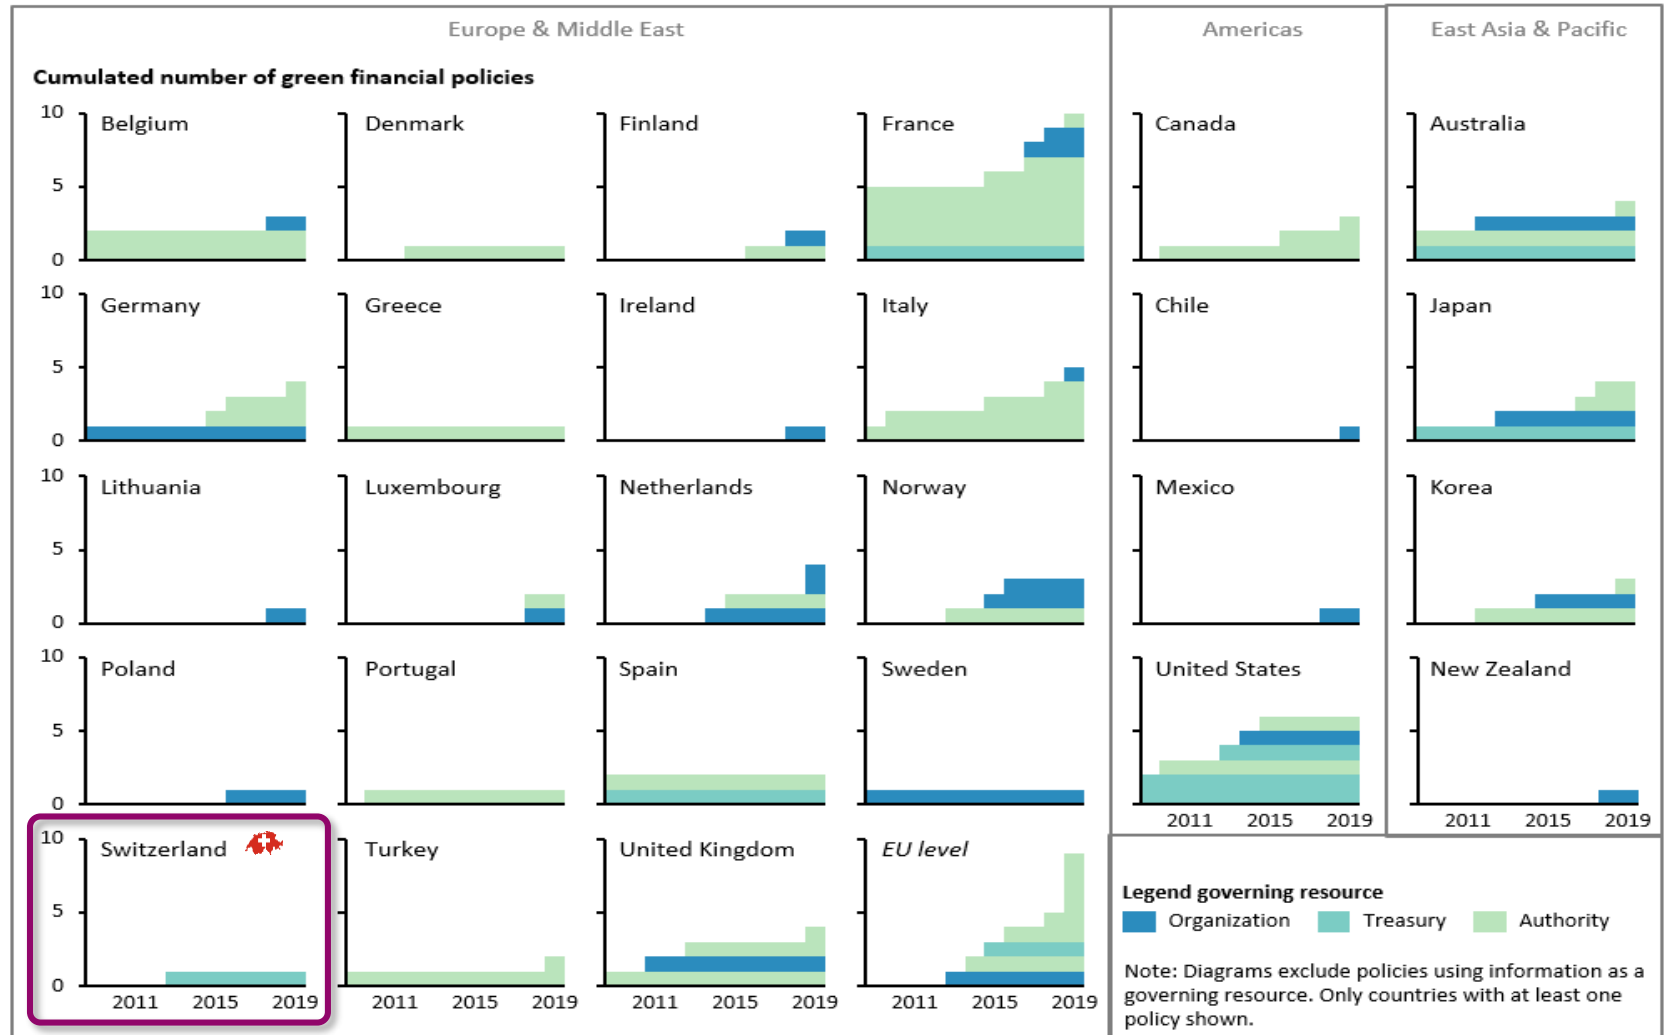 Europe & Middle East
Americas
East Asia & Pacific
Cumulated number of green financial policies
10
5
0
Belgium
Denmark
Finland
France
Canada
Australia
10
5
0
Germany
Greece
Ireland
Italy
Chile
Japan
10
5
0
Lithuania
Luxembourg
Netherlands
Norway
Mexico
Korea
10
5
0
Poland
Portugal
Spain
Sweden
United States
New Zealand
2011 2015 2019
2011 2015 2019
10
5
0
Switzerland
Turkey
United Kingdom
EU level
2011 2015 2019
2011 2015 2019
2011 2015 2019
2011 2015 2019
Legend governing resource
Organization Treasury Authority
Note: Diagrams exclude policies using information as a
governing resource. Only countries with at least one
policy shown.